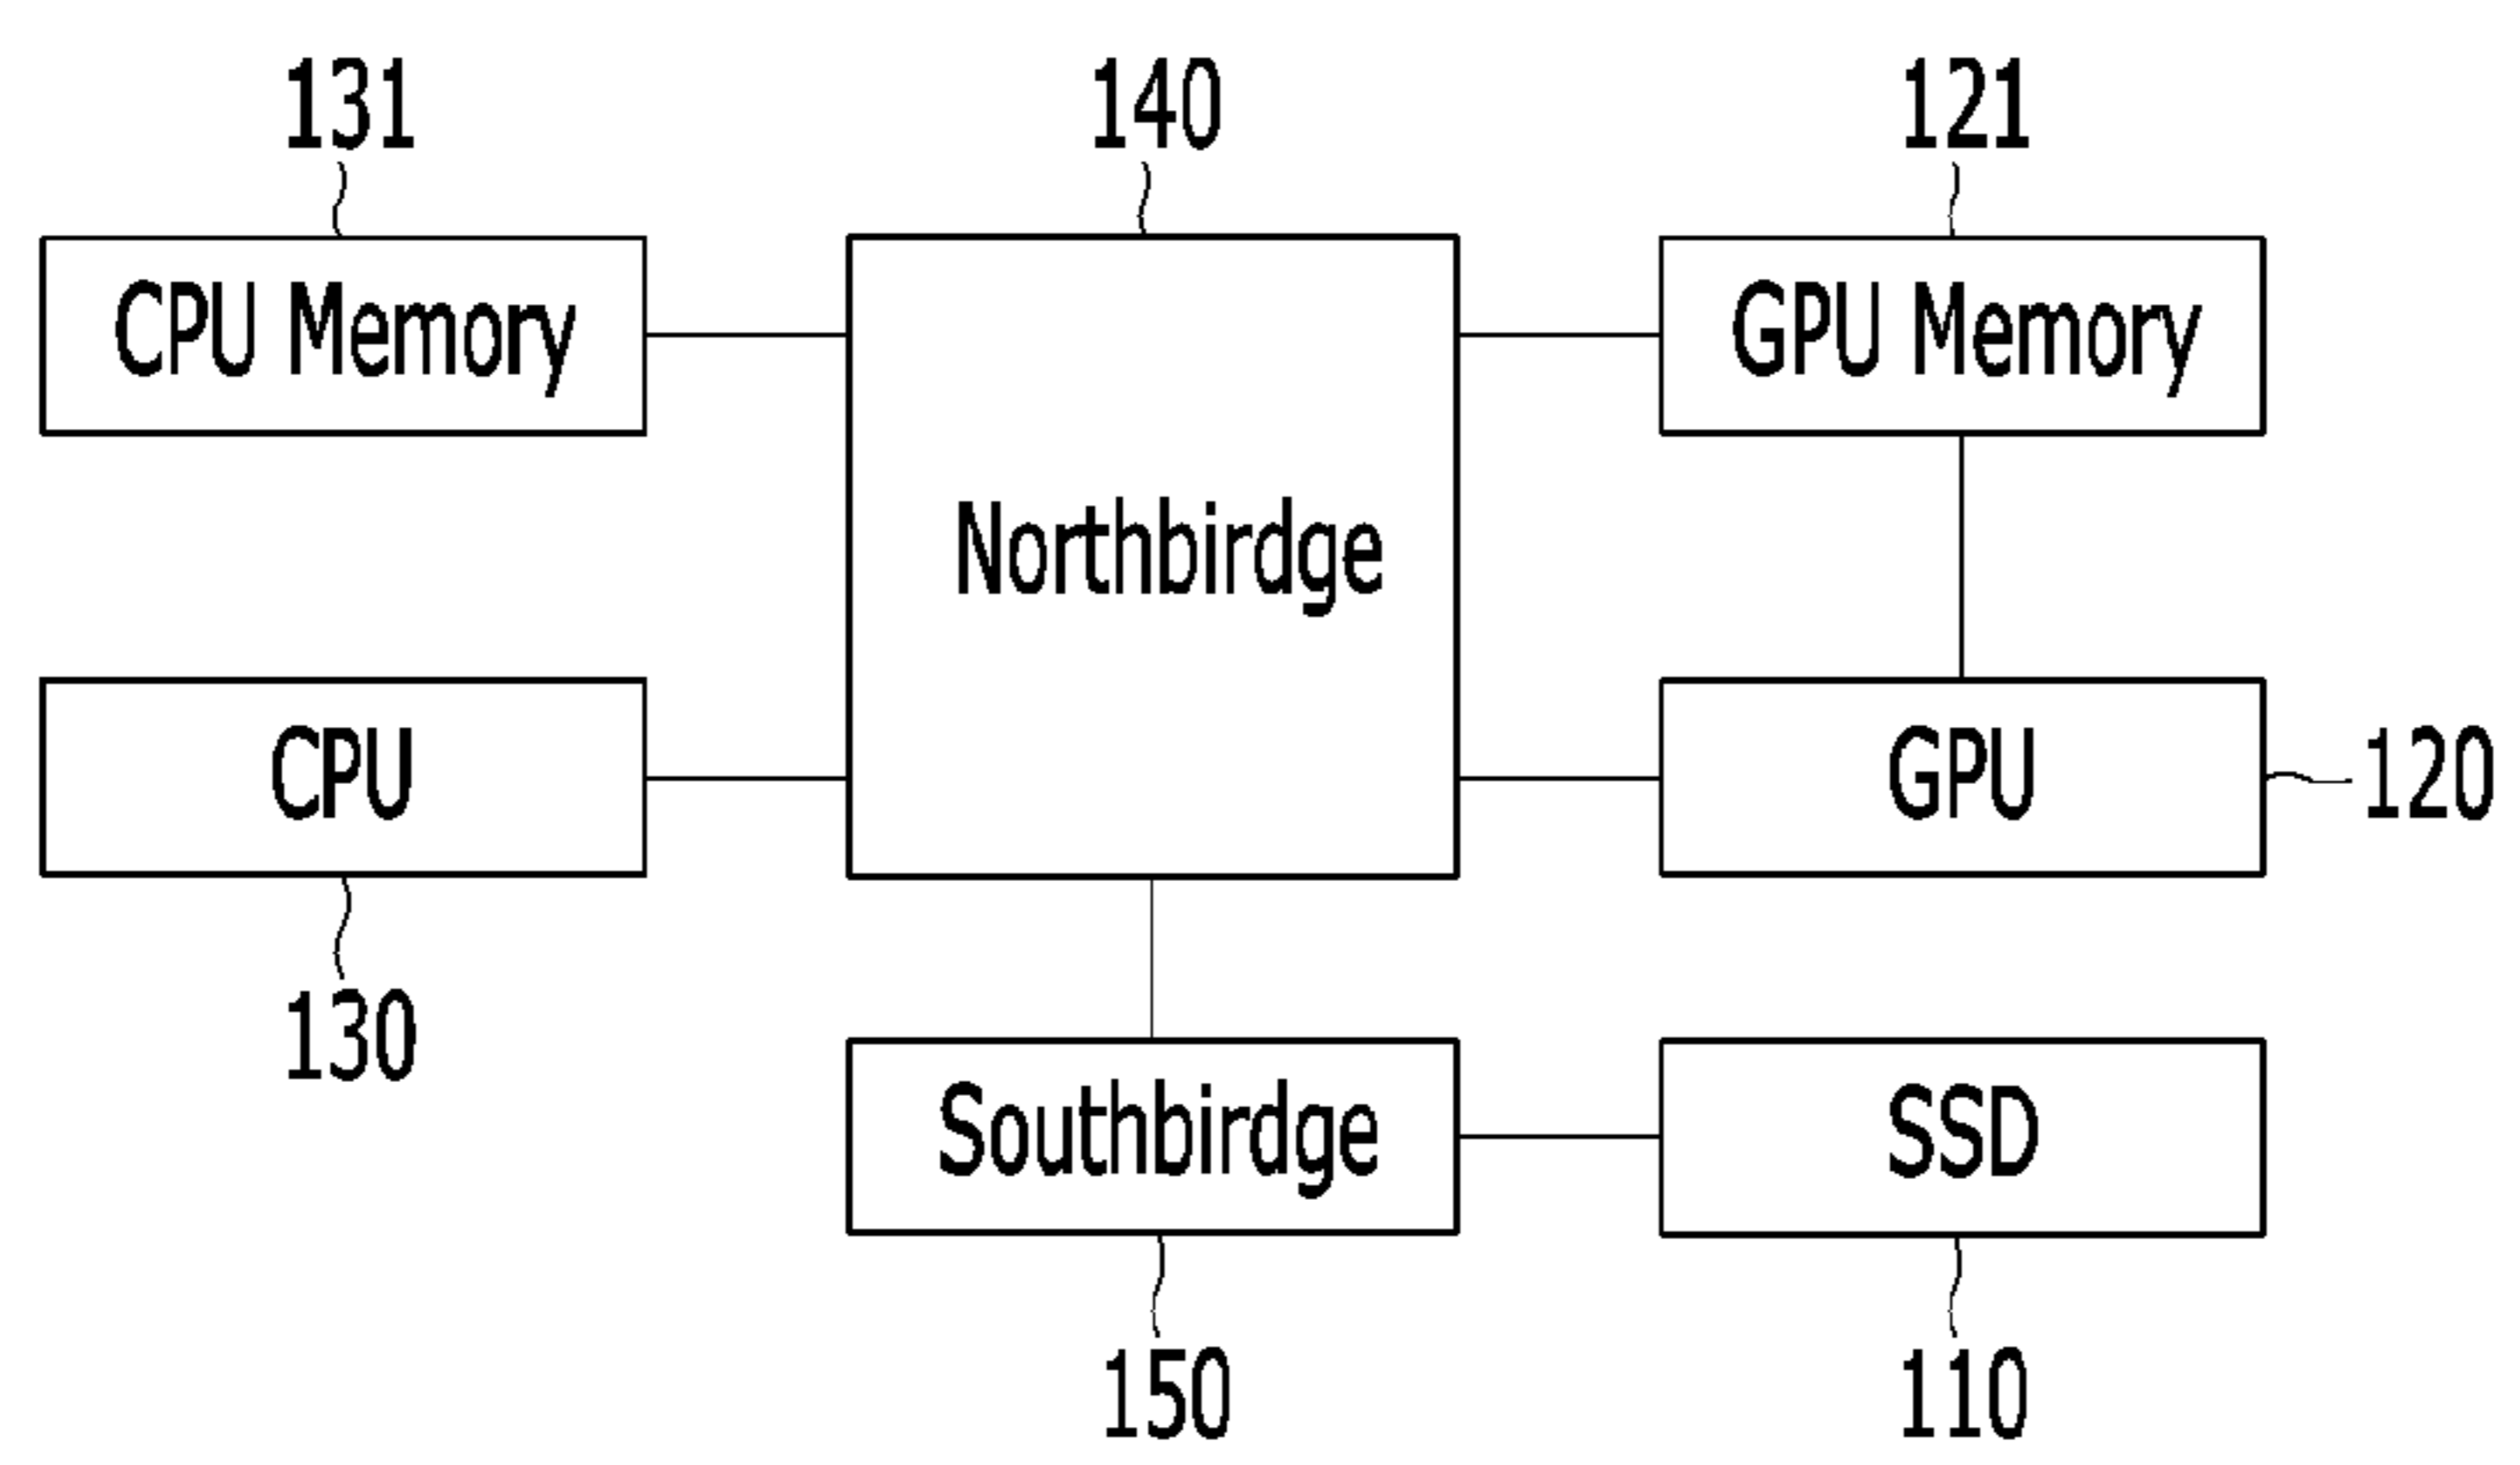 131
140
121
CPU Memory
GPU Memory
Northbirdge
CPU
GPU
120
130
Southbirdge
SSD
150
110